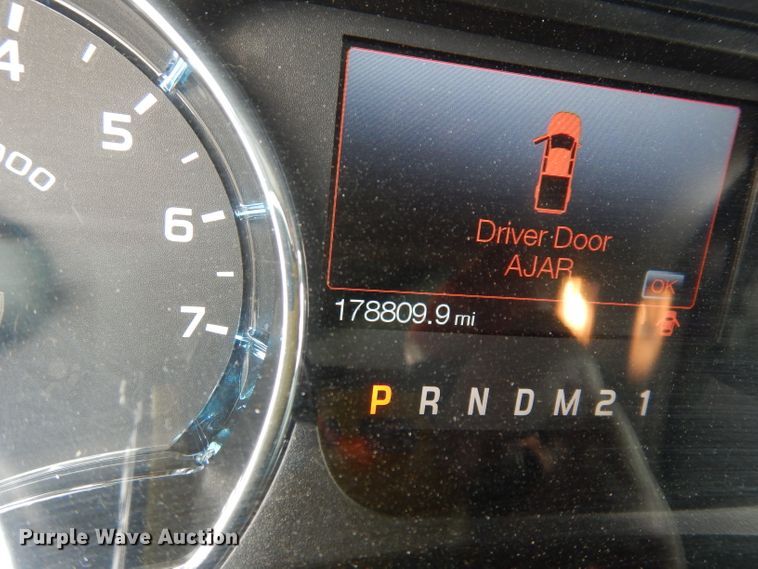 4
5
6
7
Driver Door
AJAR
OK
178809.9 mi
P R N D M 2 1
Purple Wave Auction